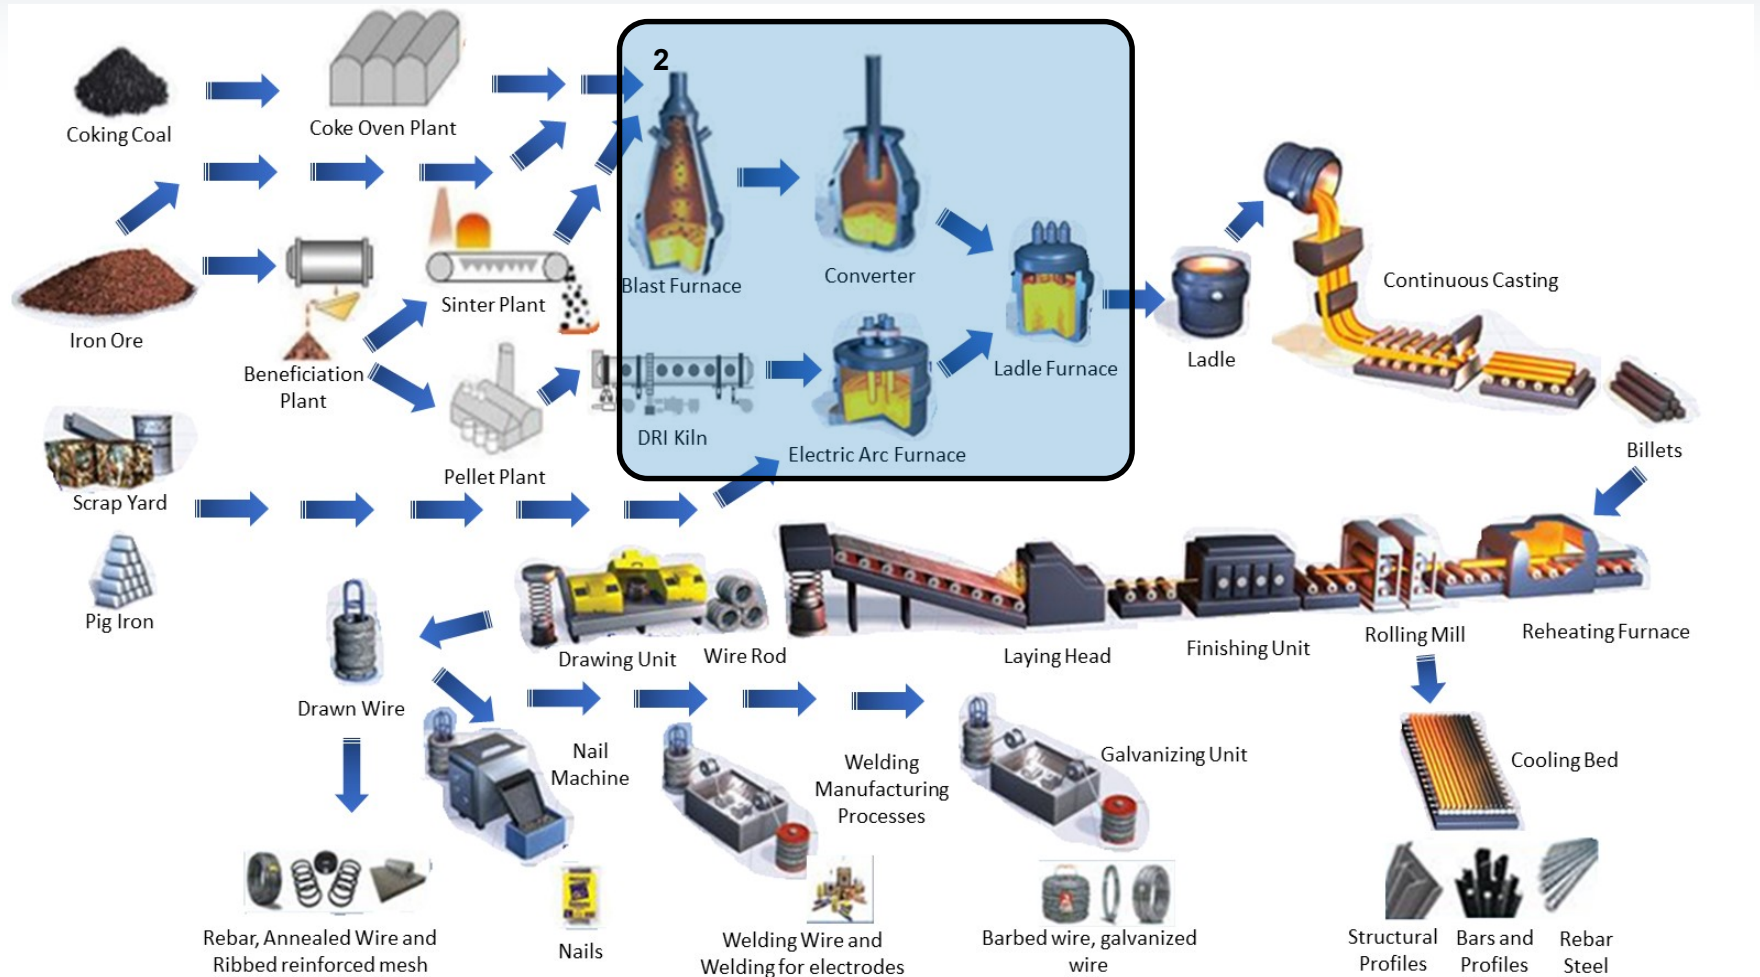 2
Coking Coal
Coke Oven Plant
Blast Furnace
Converter
Iron Ore
Beneficiation
Plant
Sinter Plant
Pellet Plant
DRI Kiln
Electric Arc Furnace
Ladle Furnace
Ladle
Continuous Casting
Billets
Scrap Yard
Pig Iron
Drawn Wire
Drawing Unit
Wire Rod
Laying Head
Finishing Unit
Rolling Mill
Reheating Furnace
Nail
Machine
Welding
Manufacturing
Processes
Galvanizing Unit
Cooling Bed
Rebar, Annealed Wire and
Ribbed reinforced mesh
Nails
Welding Wire and
Welding for electrodes
Barbed wire, galvanized
wire
Structural
Profiles
Bars and
Profiles
Rebar
Steel